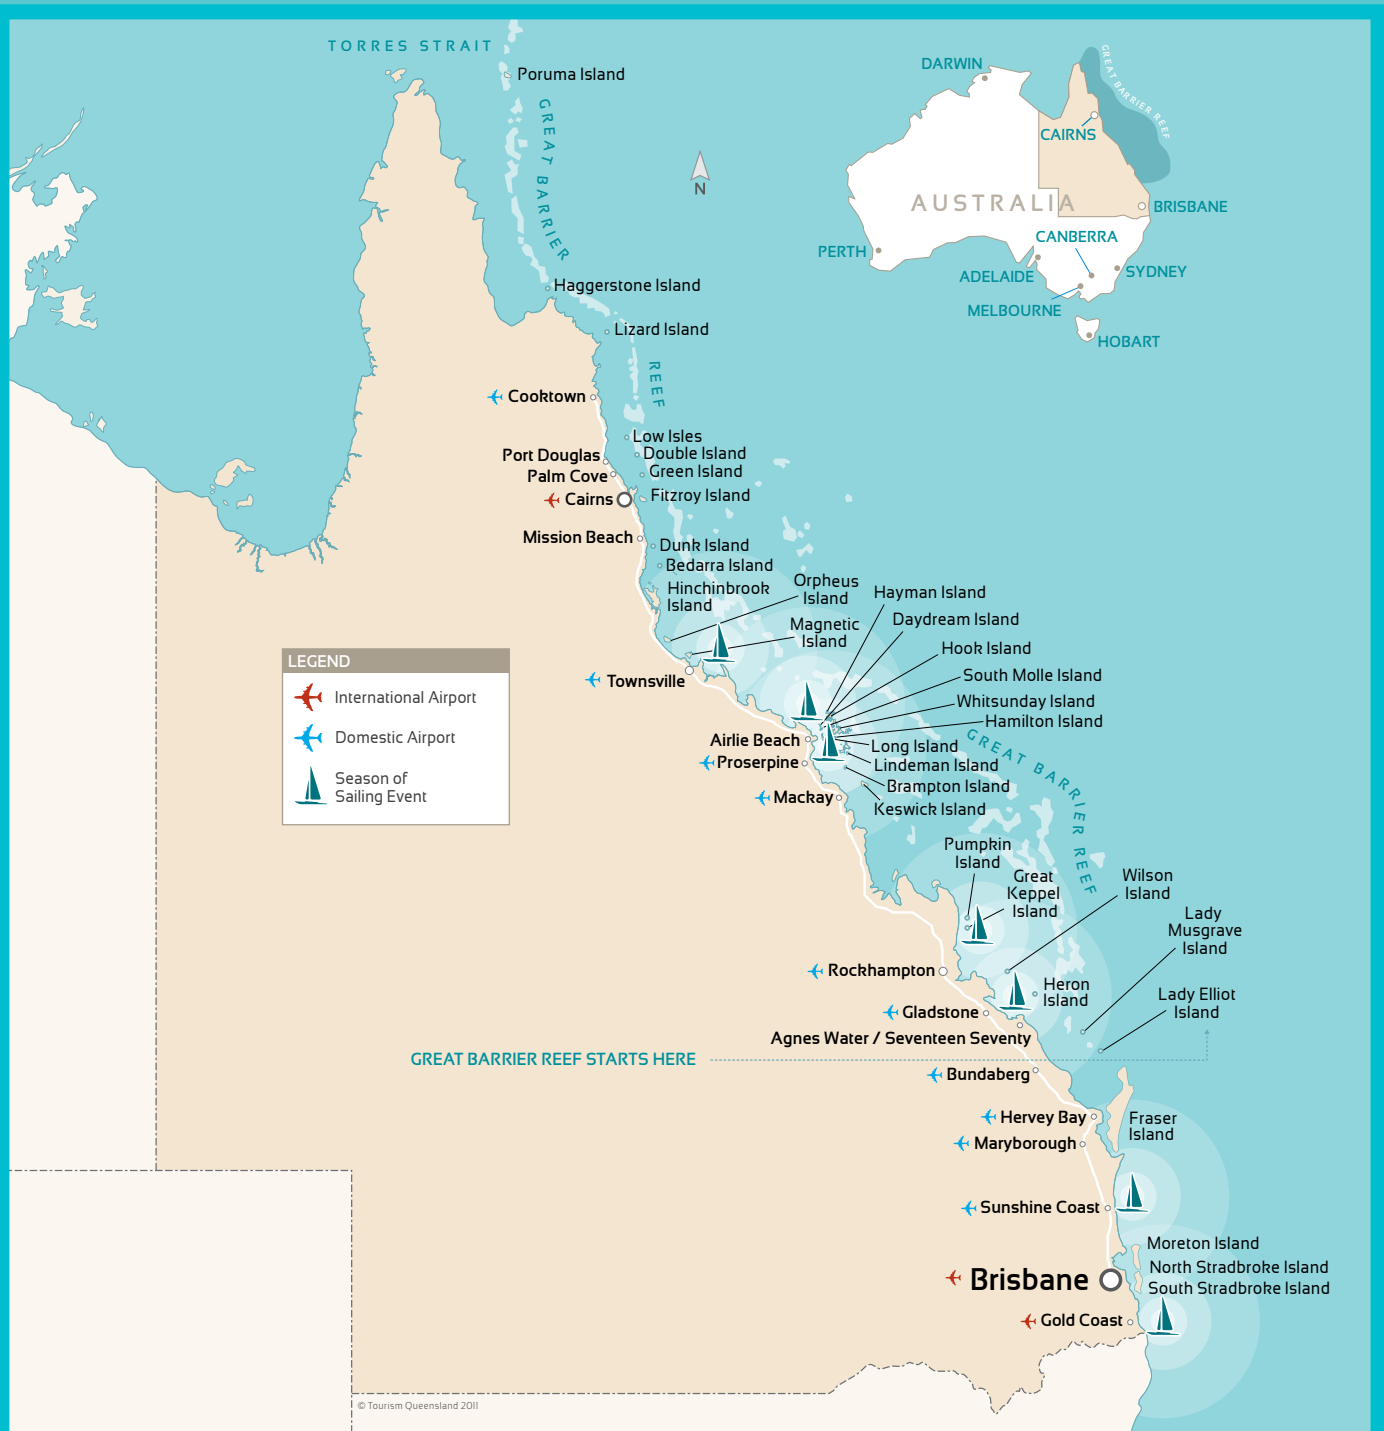 TORRES STRAIT
Poruma Island
GREAT BARRIER
REEF
N
DARWIN
GREAT BARRIER REEF
CAIRNS
AUSTRALIA
BRISBANE
CANBERRA
PERTH
ADELAIDE
SYDNEY
MELBOURNE
HOBART
Haggerstone Island
Lizard Island
Cooktown
Low Isles
Double Island
Port Douglas
Green Island
Palm Cove
Cairns
Fitzroy Island
Mission Beach
Dunk Island
Bedarra Island
Hinchinbrook
Island
Orpheus
Island
Hayman Island
Magnetic
Island
Daydream Island
Hook Island
South Molle Island
Townsville
Whitsunday Island
Hamilton Island
Airlie Beach
Long Island
Proserpine
Lindeman Island
Brampton Island
Mackay
Keswick Island
GREAT BARRIER REEF
LEGEND
International Airport
Domestic Airport
Season of
Sailing Event
Pumpkin
Island
Great
Keppel
Island
Wilson
Island
Lady
Musgrave
Island
Rockhampton
Heron
Island
Lady Elliot
Island
Gladstone
Agnes Water / Seventeen Seventy
GREAT BARRIER REEF STARTS HERE
Bundaberg
Hervey Bay
Fraser
Island
Maryborough
Sunshine Coast
Moreton Island
North Stradbroke Island
Brisbane
South Stradbroke Island
Gold Coast
© Tourism Queensland 2011